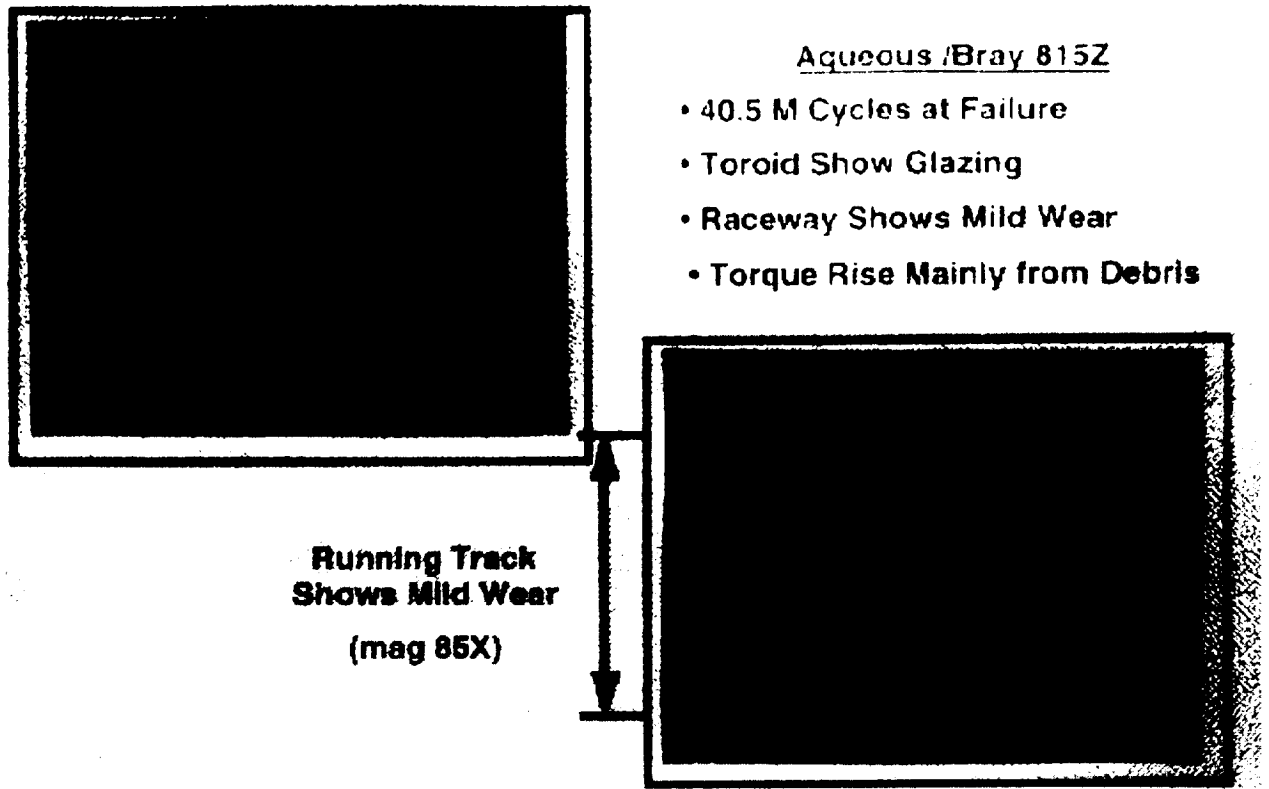 Aqueous /Bray 815Z
• 40.5 M Cycles at Failure
• Toroid Show Glazing
• Raceway Shows Mild Wear
• Torque Rise Mainly from Debris
Running Track
Shows Mild Wear
(mag 85X)